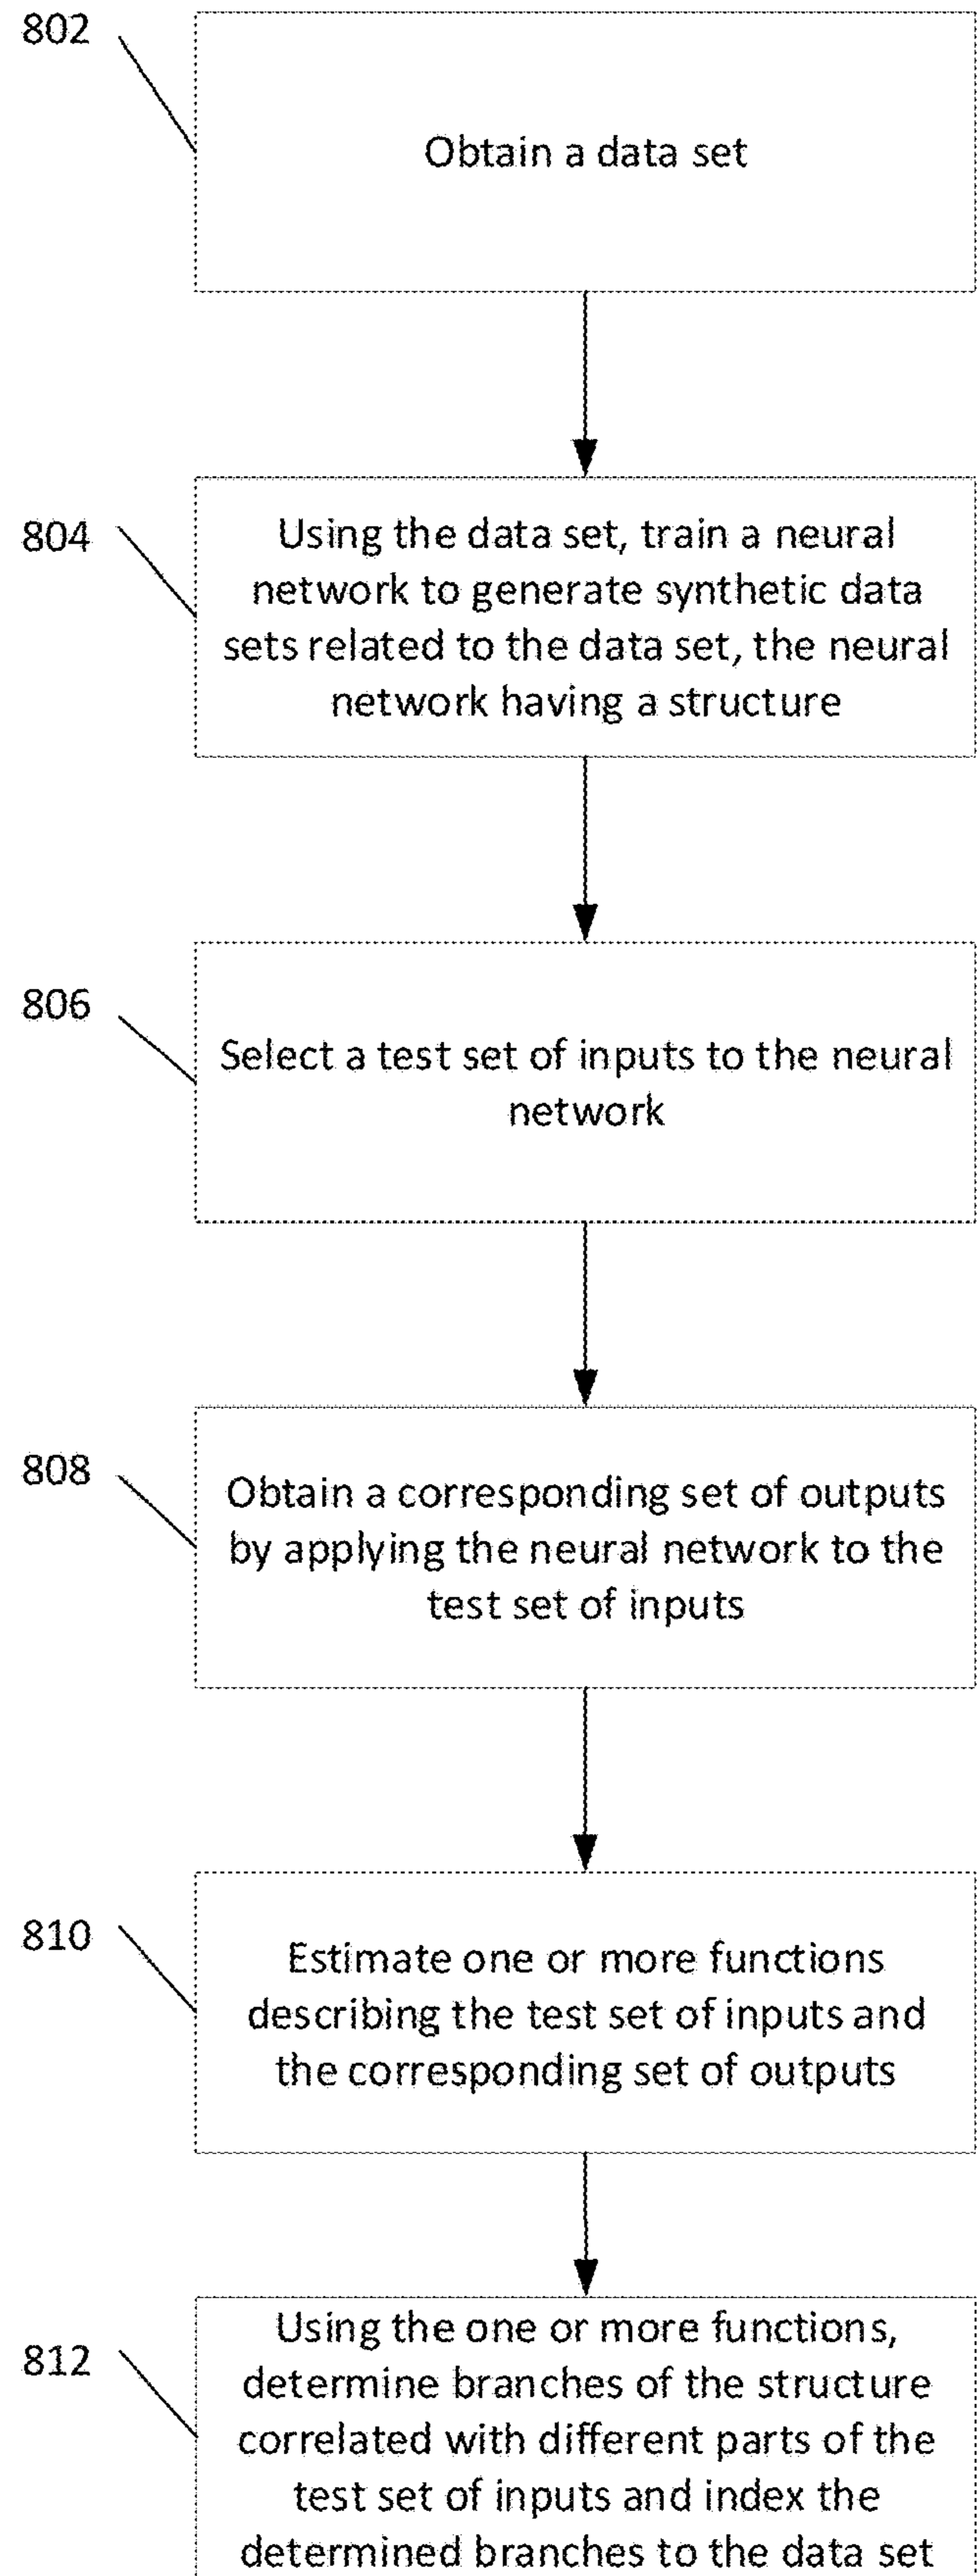 802
Obtain a data set
804
Using the data set, train a neural
network to generate synthetic data
sets related to the data set, the neural
network having a structure
806
Select a test set of inputs to the neural
network
808
Obtain a corresponding set of outputs
by applying the neural network to the
test set of inputs
810
Estimate one or more functions
describing the test set of inputs and
the corresponding set of outputs
812
Using the one or more functions,
determine branches of the structure
correlated with different parts of the
test set of inputs and index the
determined branches to the data set